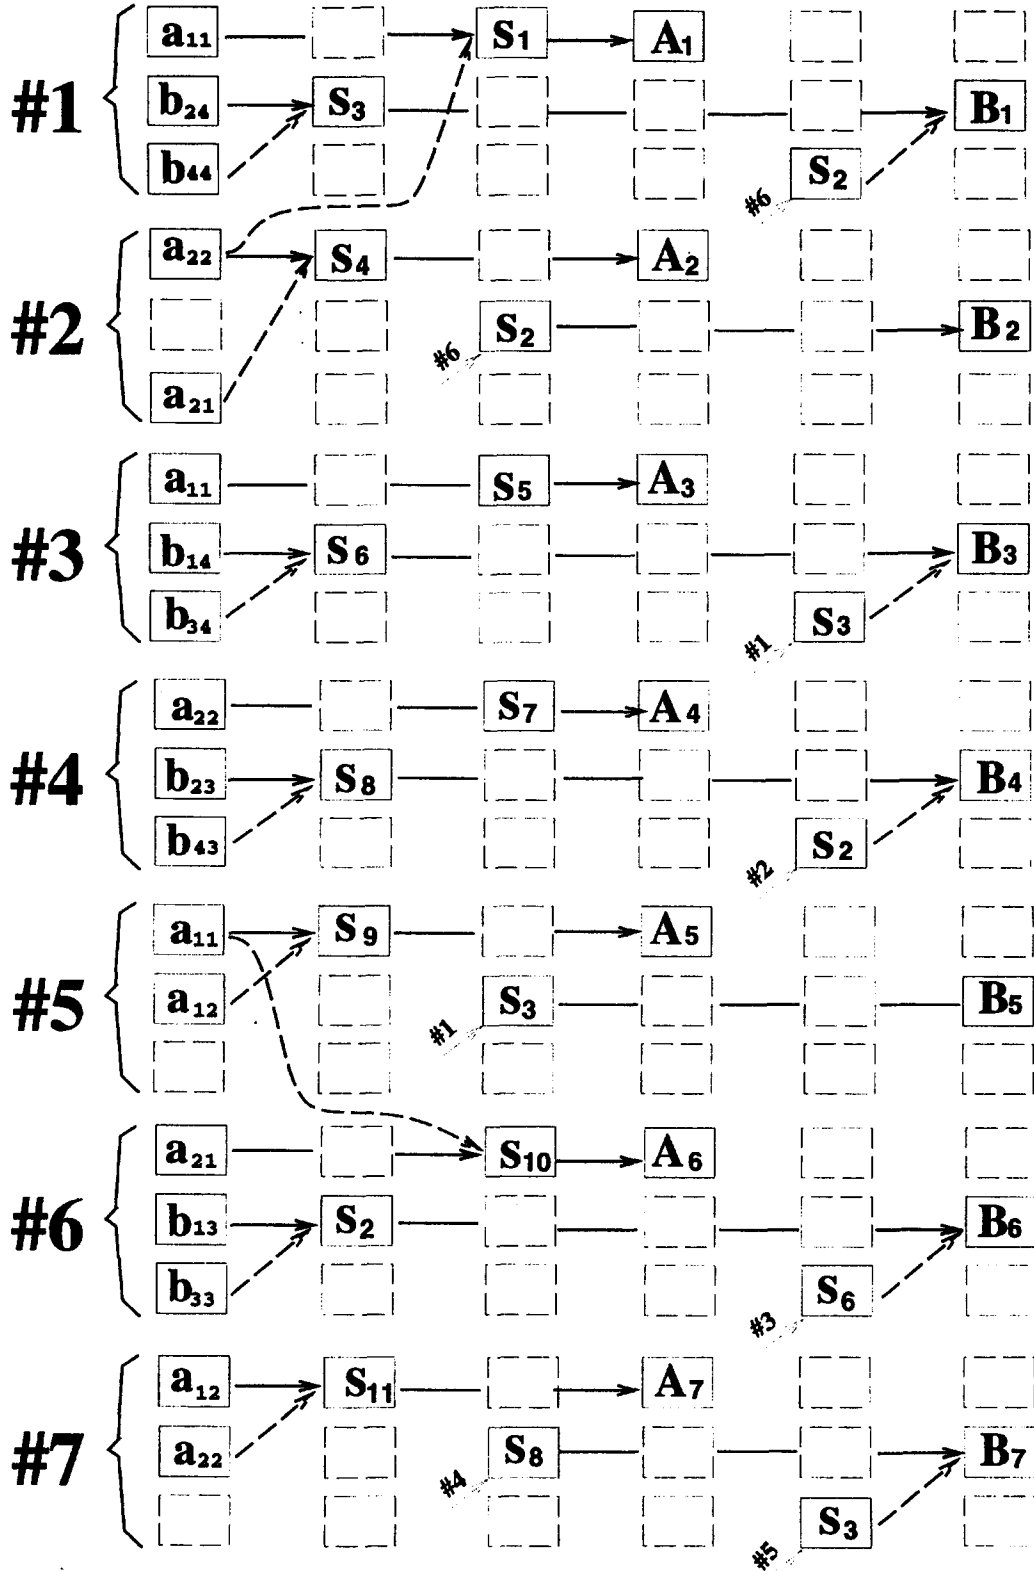 a11 S1 A1
#1 b24 S3 B1
b44 S2
#6
a22 S4 A2
#2 S2 B2
#6
a21
a11 S5 A3
#3 b14 S6 B3
b34 S3
#1
a22 S7 A4
#4 b23 S8 B4
b43 S2
#2
a11 S9 A5
#5 a12 S3 B5
#1
a21 S10 A6
#6 b13 S2 B6
b33 S6
#3
a12 S11 A7
#7 a22 S8 B7
#4
S3
#5